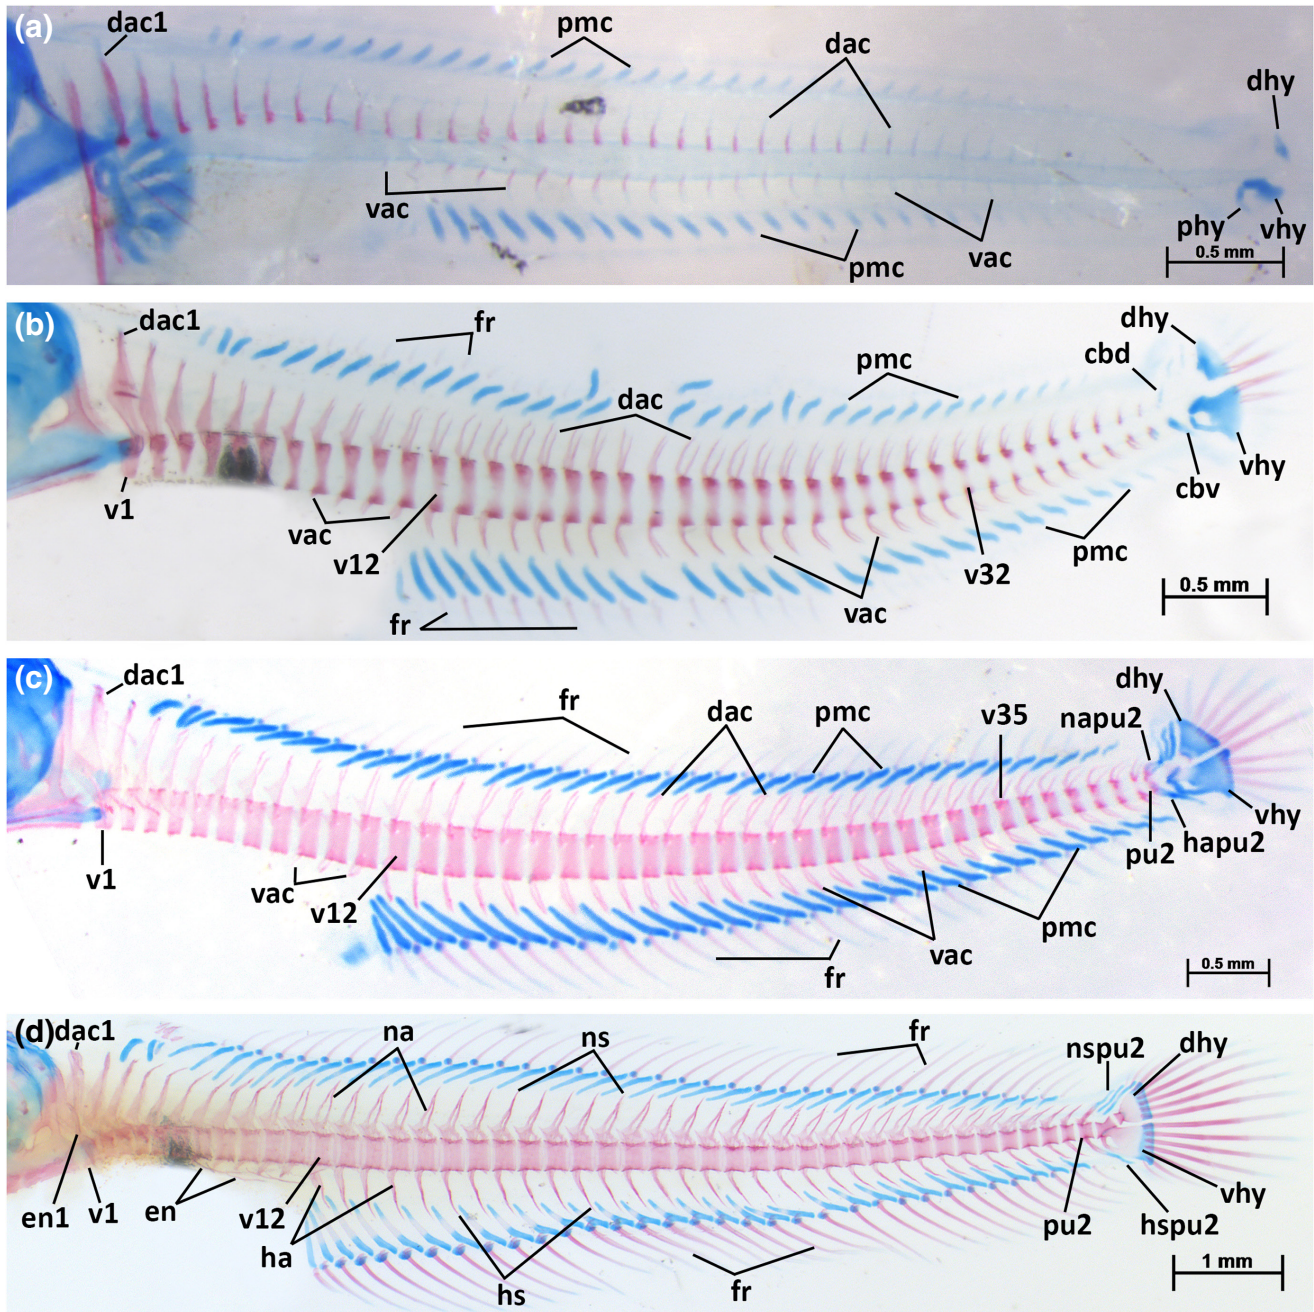 (a)
dac1
pmc
dac
dhy
vac
pmc
vac
phy
vhy
0.5 mm
(b)
dac1
fr
dac
pmc
cbd
dhy
v1
vac
v12
fr
vac
v32
pmc
cbv
vhy
0.5 mm
(c)
dac1
fr
dac
pmc
v35
napu2
dhy
v1
vac
v12
fr
vac
pmc
pu2
hapu2
vhy
0.5 mm
(d)
dac1
na
ns
fr
nspu2
dhy
en1
v1
en
v12
ha
hs
fr
pu2
hspu2
vhy
1 mm